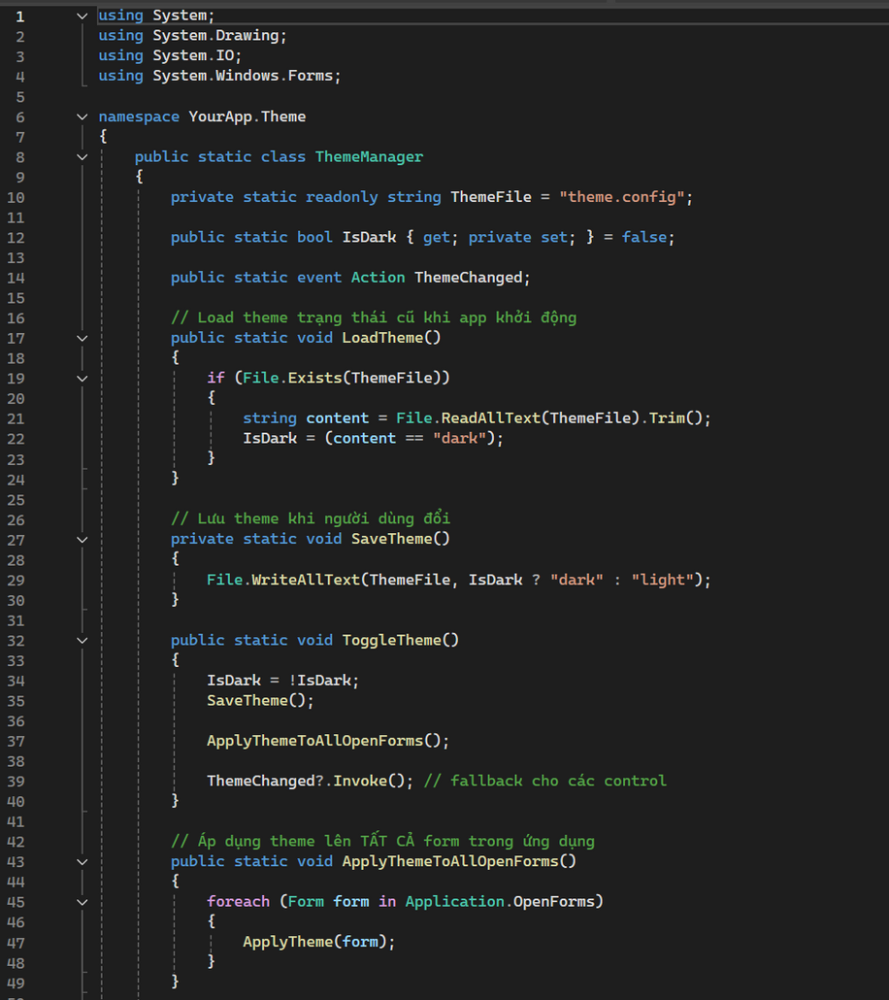 1 using System;
2 using System.Drawing;
3 using System.IO;
4 using System.Windows.Forms;
5
6 namespace YourApp.Theme
7 {
8 public static class ThemeManager
9 {
10 private static readonly string ThemeFile = "theme.config";
11
12 public static bool IsDark { get; private set; } = false;
13
14 public static event Action ThemeChanged;
15
16 // Load theme trạng thái cũ khi app khởi động
17 public static void LoadTheme()
18 {
19 if (File.Exists(ThemeFile))
20 {
21 string content = File.ReadAllText(ThemeFile).Trim();
22 IsDark = (content == "dark");
23 }
24 }
25
26 // Lưu theme khi người dùng đổi
27 private static void SaveTheme()
28 {
29 File.WriteAllText(ThemeFile, IsDark ? "dark" : "light");
30 }
31
32 public static void ToggleTheme()
33 {
34 IsDark = !IsDark;
35 SaveTheme();
36
37 ApplyThemeToAllOpenForms();
38
39 ThemeChanged?.Invoke(); // fallback cho các control
40 }
41
42 // Áp dụng theme lên TẤT CẢ form trong ứng dụng
43 public static void ApplyThemeToAllOpenForms()
44 {
45 foreach (Form form in Application.OpenForms)
46 {
47 ApplyTheme(form);
48 }
49 }